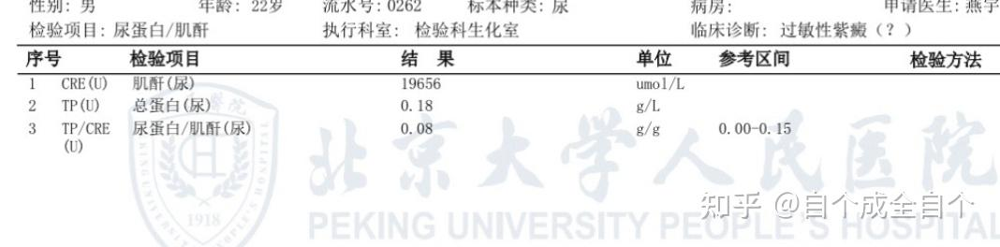 性别: 男 年龄: 22岁 流水号: 0262 标本种类: 尿 病房: 申请医生: 燕宇
检验项目: 尿蛋白/肌酐 执行科室: 检验科生化室 临床诊断: 过敏性紫癜（?）
序号 检验项目 结 果 单位 参考区间 检验方法
1 CRE(U) 肌酐(尿) 19656 umol/L
2 TP(U) 总蛋白(尿) 0.18 g/L
3 TP/CRE 尿蛋白/肌酐(尿) 0.08 g/g 0.00-0.15
(U)
北京大学人民医院
1918
PEKING UNIVERSITY PEOPLE'S HOSPITAL
知乎 @自个成全自个